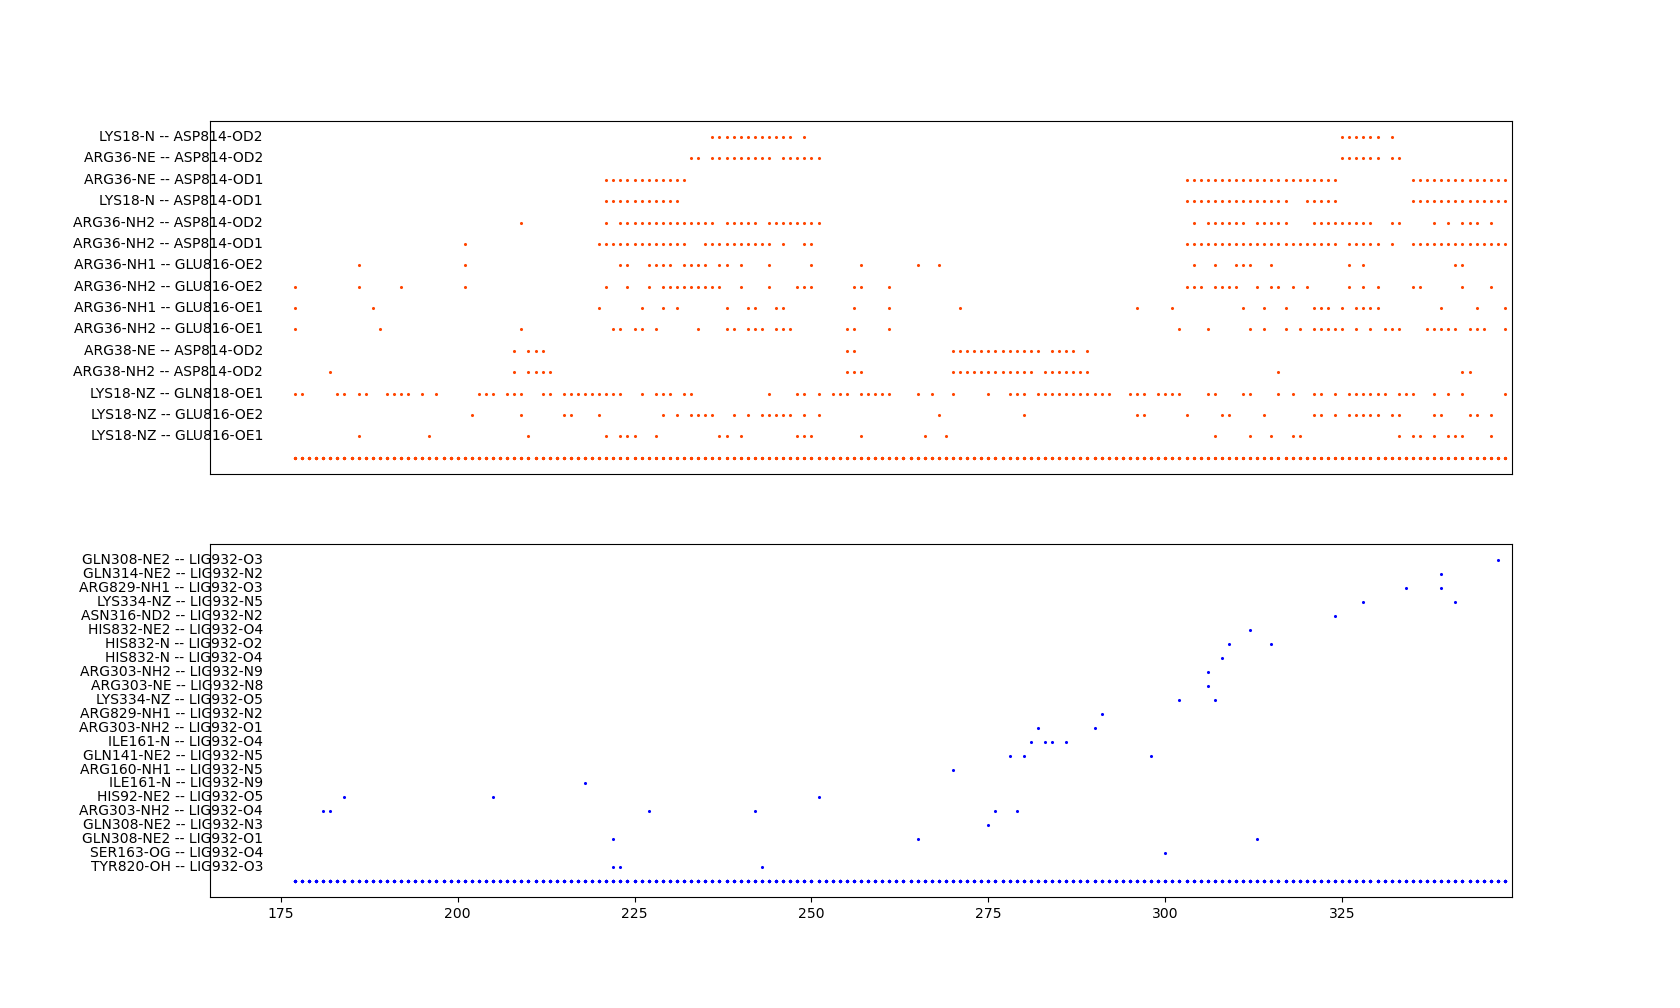 LYS18-N -- ASP814-OD2
ARG36-NE -- ASP814-OD2
ARG36-NE -- ASP814-OD1
LYS18-N -- ASP814-OD1
ARG36-NH2 -- ASP814-OD2
ARG36-NH2 -- ASP814-OD1
ARG36-NH1 -- GLU816-OE2
ARG36-NH2 -- GLU816-OE2
ARG36-NH1 -- GLU816-OE1
ARG36-NH2 -- GLU816-OE1
ARG38-NE -- ASP814-OD2
ARG38-NH2 -- ASP814-OD2
LYS18-NZ -- GLN818-OE1
LYS18-NZ -- GLU816-OE2
LYS18-NZ -- GLU816-OE1
GLN308-NE2 -- LIG932-O3
GLN314-NE2 -- LIG932-N2
ARG829-NH1 -- LIG932-O3
LYS334-NZ -- LIG932-N5
ASN316-ND2 -- LIG932-N2
HIS832-NE2 -- LIG932-O4
HIS832-N -- LIG932-O2
HIS832-N -- LIG932-O4
ARG303-NH2 -- LIG932-N9
ARG303-NE -- LIG932-N8
LYS334-NZ -- LIG932-O5
ARG829-NH1 -- LIG932-N2
ARG303-NH2 -- LIG932-O1
ILE161-N -- LIG932-O4
GLN141-NE2 -- LIG932-N5
ARG160-NH1 -- LIG932-N5
ILE161-N -- LIG932-N9
HIS92-NE2 -- LIG932-O5
ARG303-NH2 -- LIG932-O4
GLN308-NE2 -- LIG932-N3
GLN308-NE2 -- LIG932-O1
SER163-OG -- LIG932-O4
TYR820-OH -- LIG932-O3
175 200 225 250 275 300 325